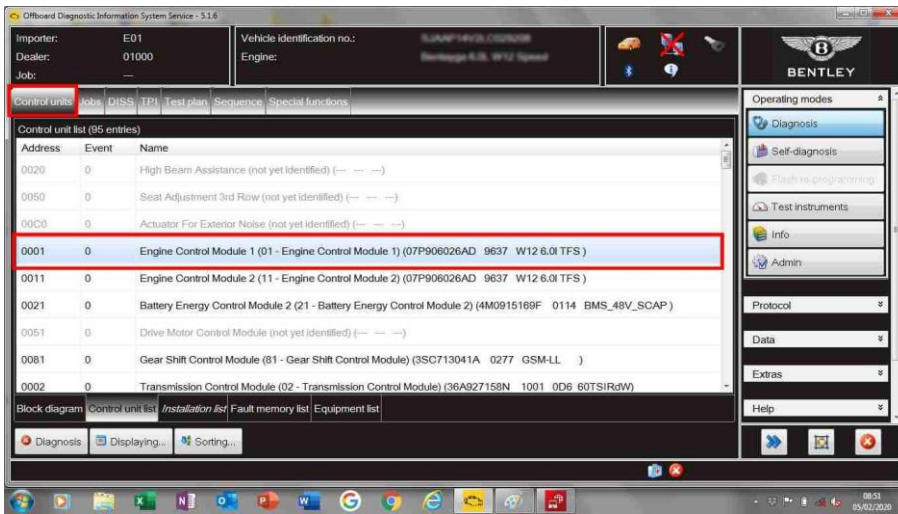 Offboard Diagnostic Information System Service - 5.1.6
Importer: E01 Vehicle identification no.:
Dealer: 01000 Engine:
Job: ---
BENTLEY
Control units Jobs DISS TPI Test plan Sequence Special functions
Control unit list (95 entries)
Address Event Name
0020 0 High Beam Assistance (not yet identified) (--- --- ---)
0050 0 Seat Adjustment 3rd Row (not yet identified) (--- --- ---)
00C0 0 Actuator For Exterior Noise (not yet identified) (--- --- ---)
0001 0 Engine Control Module 1 (01 - Engine Control Module 1) (07P906026AD 9637 W12 6.0l TFS )
0011 0 Engine Control Module 2 (11 - Engine Control Module 2) (07P906026AD 9637 W12 6.0l TFS )
0021 0 Battery Energy Control Module 2 (21 - Battery Energy Control Module 2) (4M0915169F 0114 BMS_48V_SCAP )
0051 0 Drive Motor Control Module (not yet identified) (--- --- ---)
0081 0 Gear Shift Control Module (81 - Gear Shift Control Module) (3SC713041A 0277 GSM-LL )
0002 0 Transmission Control Module (02 - Transmission Control Module) (36A927158N 1001 0D6 60TSIRdW)
Block diagram Control unit list Installation list Fault memory list Equipment list
Diagnosis Displaying... Sorting...
Operating modes
Diagnosis
Self-diagnosis
Flash re-programming
Test instruments
Info
Admin
Protocol
Data
Extras
Help
08:51
05/02/2020